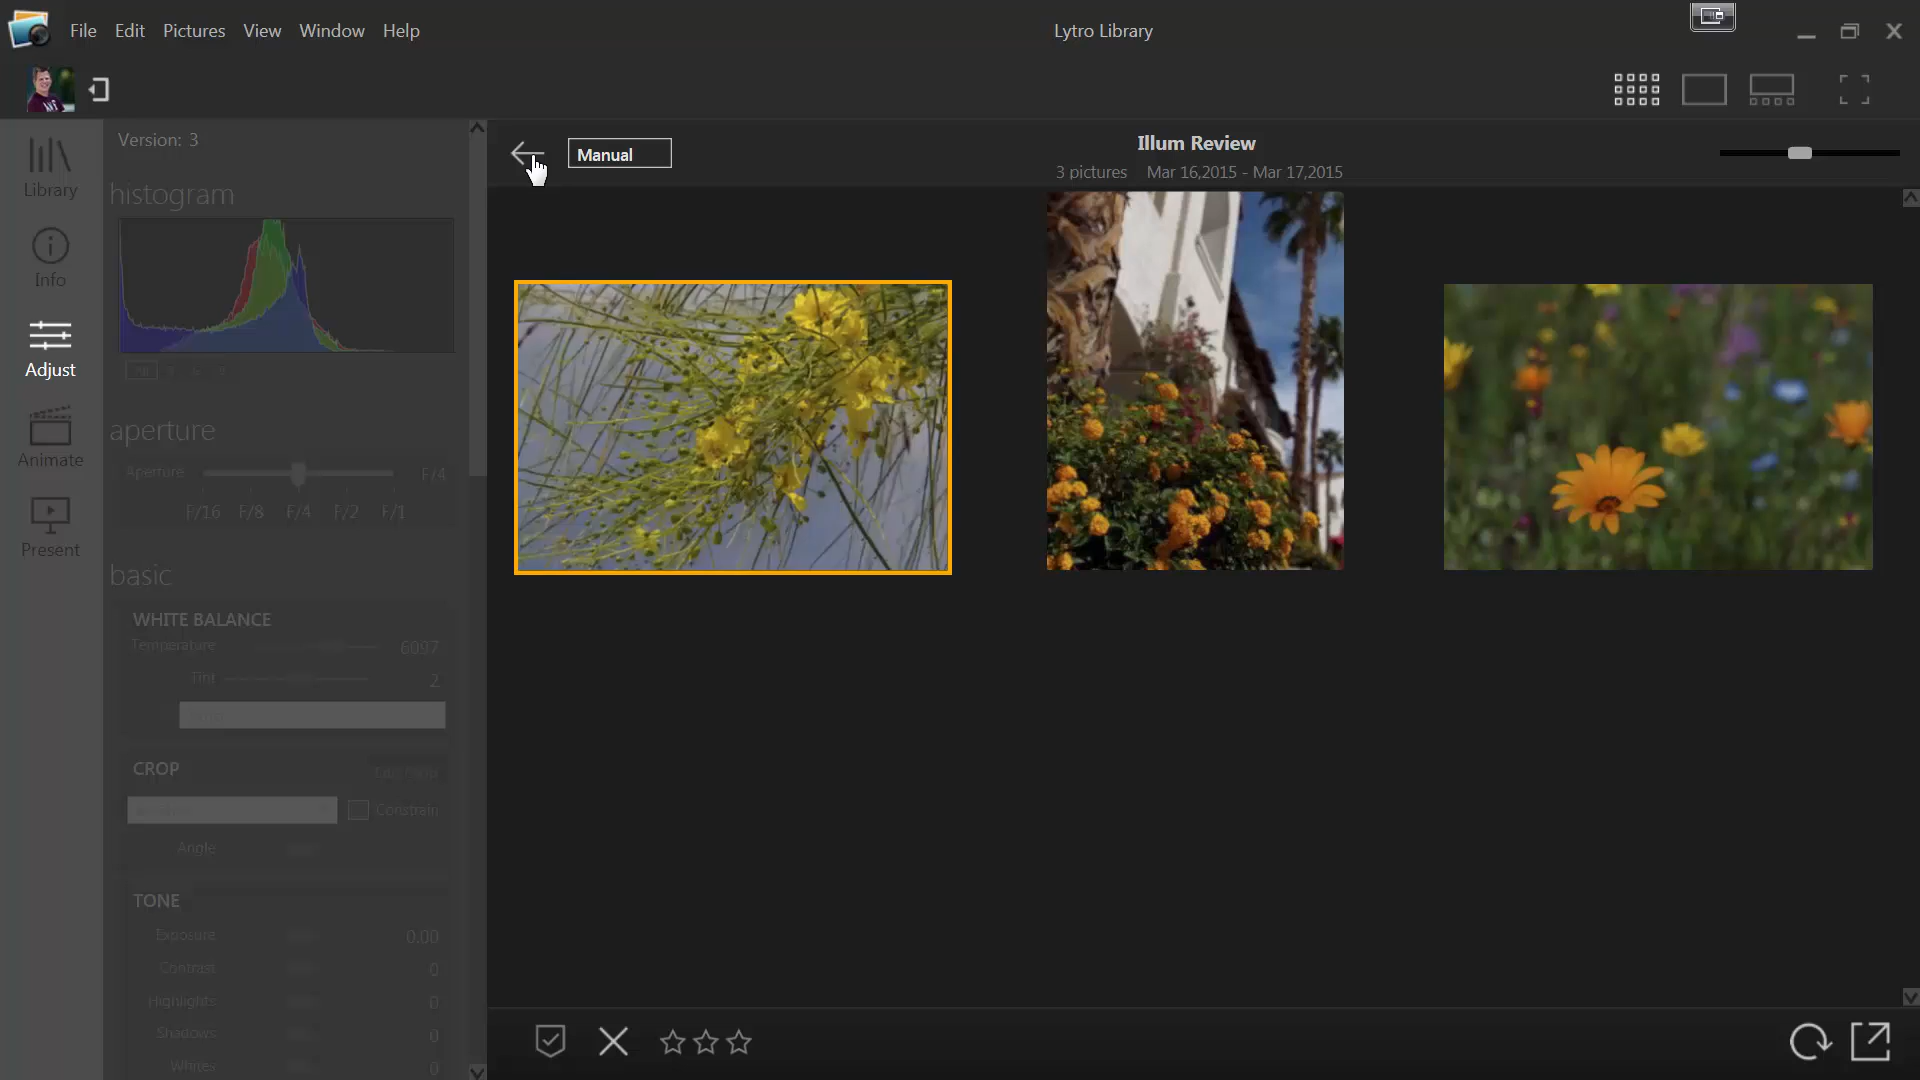 File Edit Pictures View Window Help
Lytro Library
Version: 3
Library
Info
Adjust
Animate
Present
histogram
All
aperture
Aperture F/4
F/16 F/8 F/4 F/2 F/1
basic
WHITE BALANCE
Temperature 6097
Tint 2
CROP
Constrain
Angle
TONE
Exposure 0.00
Contrast 0
Highlights 0
Shadows 0
Whites 0
Manual
Illum Review
3 pictures Mar 16,2015 - Mar 17,2015